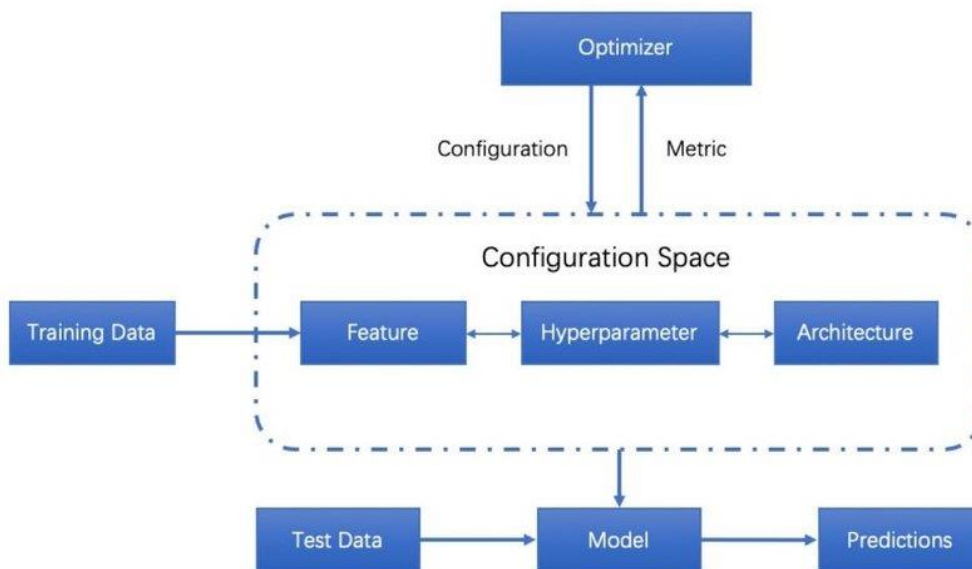 Optimizer
Configuration
Metric
Configuration Space
Training Data
Feature
Hyperparameter
Architecture
Test Data
Model
Predictions